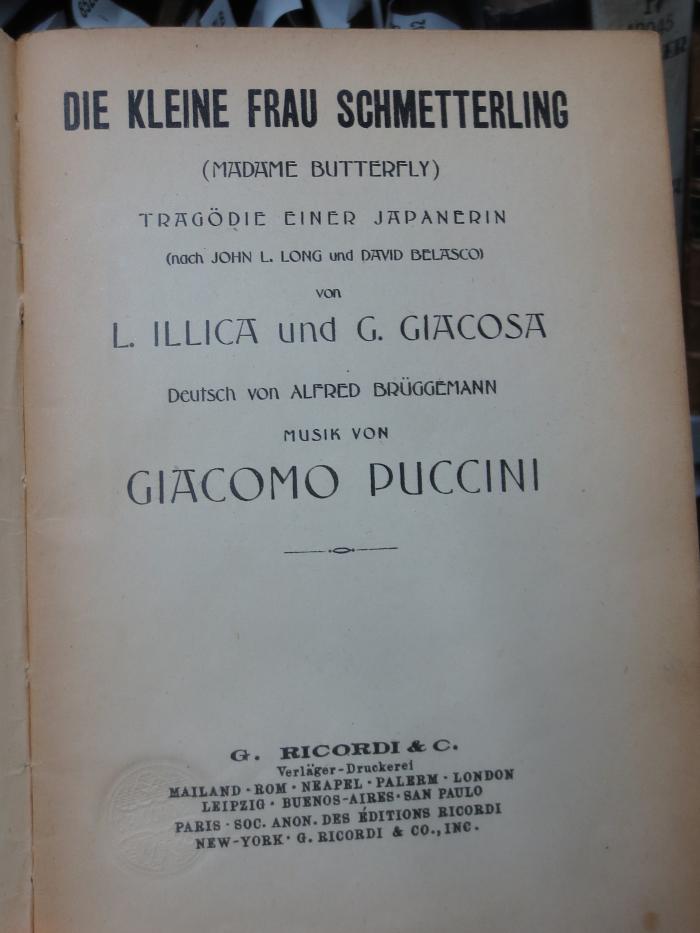 DIE KLEINE FRAU SCHMETTERLING
(MADAME BUTTERFLY)
TRAGÖDIE EINER JAPANERIN
(nach JOHN L. LONG und DAVID BELASCO)
von
L. ILLICA und G. GIACOSA
Deutsch von ALFRED BRÜGGEMANN
MUSIK VON
GIACOMO PUCCINI
G. RICORDI & C.
Verläger-Druckerei
MAILAND · ROM · NEAPEL · PALERM · LONDON
LEIPZIG · BUENOS-AIRES · SAN PAULO
PARIS · SOC. ANON. DES ÉDITIONS RICORDI
NEW-YORK · G. RICORDI & CO., INC.